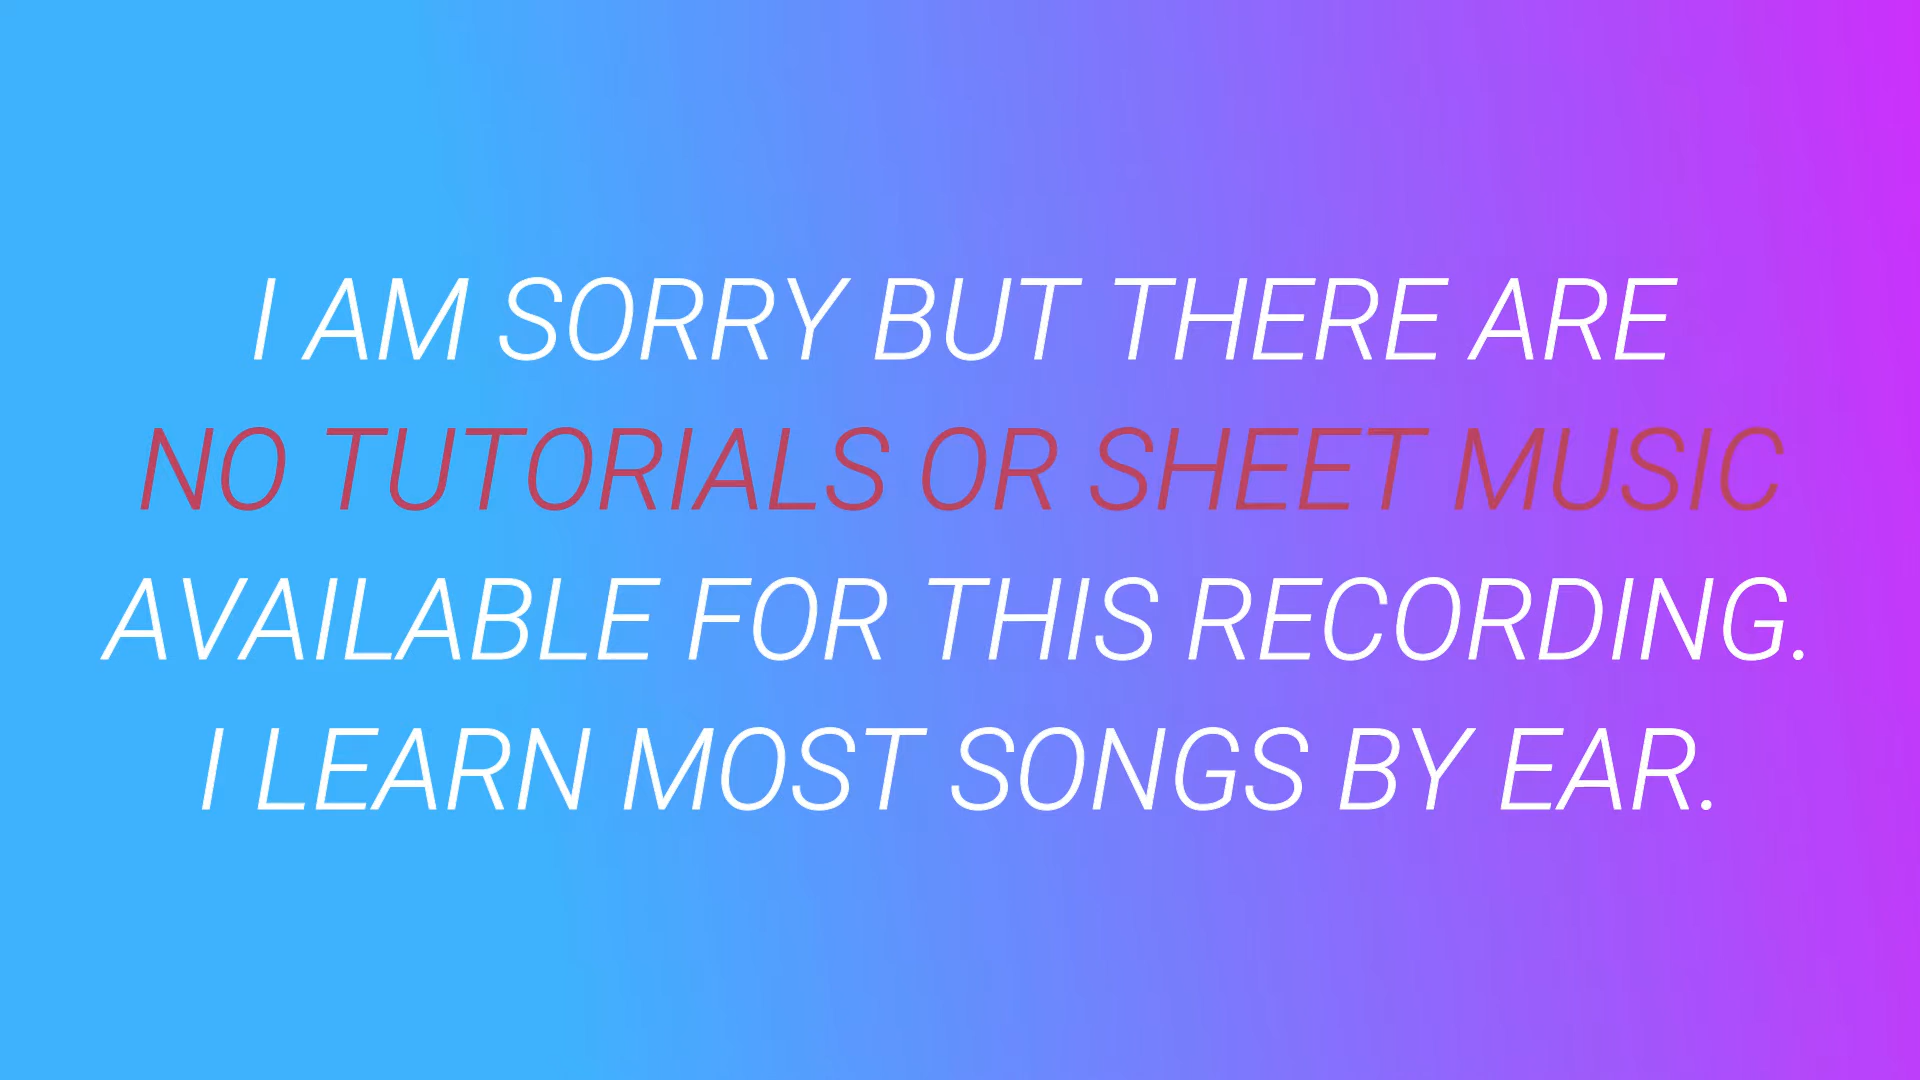 I AM SORRY BUT THERE ARE
NO TUTORIALS OR SHEET MUSIC
AVAILABLE FOR THIS RECORDING.
I LEARN MOST SONGS BY EAR.